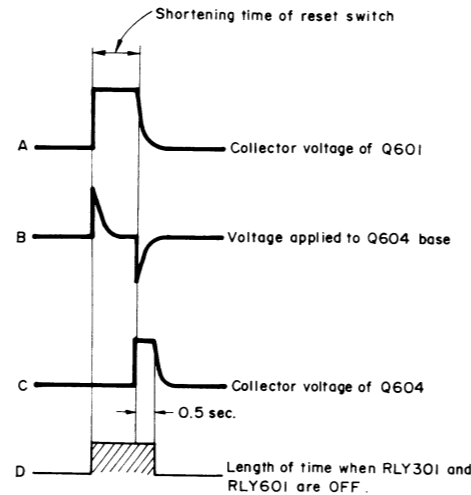 Shortening time of reset switch
A
Collector voltage of Q601
B
Voltage applied to Q604 base
C
Collector voltage of Q604
0.5 sec.
D
Length of time when RLY301 and
RLY601 are OFF.